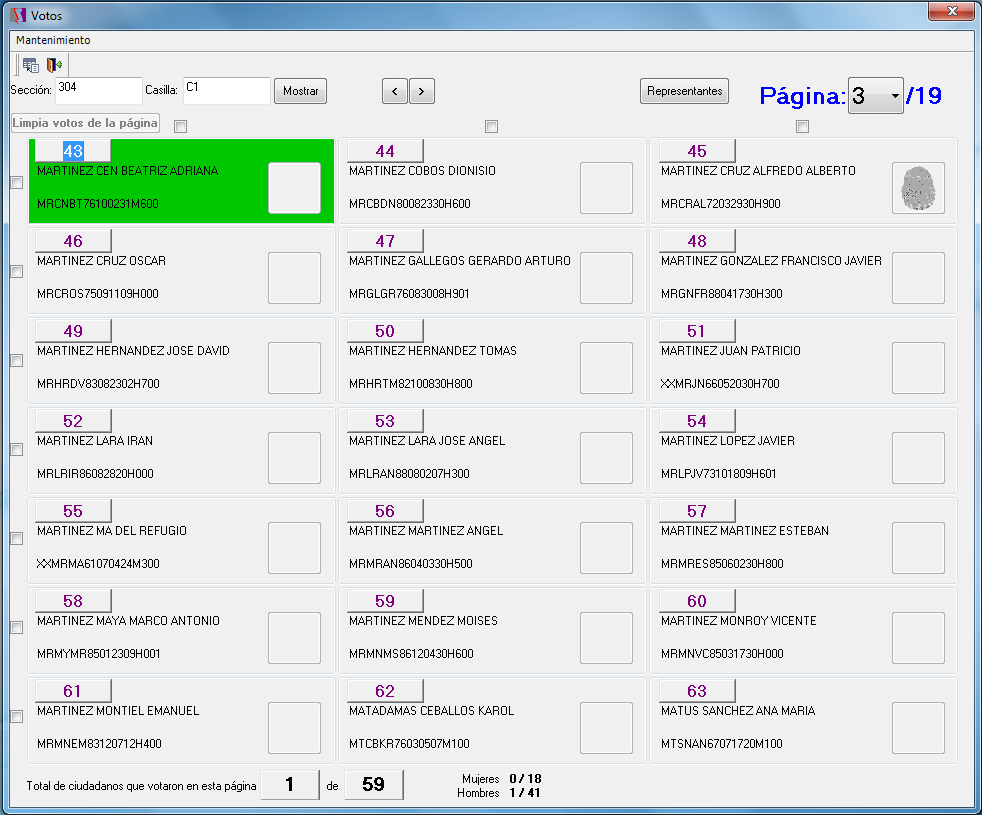 Votos
Mantenimiento
Sección: 304 Casilla: C1 Mostrar < > Representantes Página: 3 /19
Limpia votos de la página
43 44 45
MARTINEZ CEN BEATRIZ ADRIANA MARTINEZ COBOS DIONISIO MARTINEZ CRUZ ALFREDO ALBERTO
MRCNBT76100231M600 MRCBDN80082330H600 MRCRAL72032930H900
46 47 48
MARTINEZ CRUZ OSCAR MARTINEZ GALLEGOS GERARDO ARTURO MARTINEZ GONZALEZ FRANCISCO JAVIER
MRCROS75091109H000 MRGLGR76083008H901 MRGNFR88041730H300
49 50 51
MARTINEZ HERNANDEZ JOSE DAVID MARTINEZ HERNANDEZ TOMAS MARTINEZ JUAN PATRICIO
MRHRDV83082302H700 MRHRTM82100830H800 XXMRJN66052030H700
52 53 54
MARTINEZ LARA IRAN MARTINEZ LARA JOSE ANGEL MARTINEZ LOPEZ JAVIER
MRLRIR86082820H000 MRLRAN88080207H300 MRLPJV73101809H601
55 56 57
MARTINEZ MA DEL REFUGIO MARTINEZ MARTINEZ ANGEL MARTINEZ MARTINEZ ESTEBAN
XXMRMA61070424M300 MRMRAN86040330H500 MRMRES85060230H800
58 59 60
MARTINEZ MAYA MARCO ANTONIO MARTINEZ MENDEZ MOISES MARTINEZ MONROY VICENTE
MRMYMR85012309H001 MRMNMS86120430H600 MRMNVC85031730H000
61 62 63
MARTINEZ MONTIEL EMANUEL MATADAMAS CEBALLOS KAROL MATUS SANCHEZ ANA MARIA
MRMNEM83120712H400 MTCBKR76030507M100 MTSNAN67071720M100
Total de ciudadanos que votaron en esta página 1 de 59 Mujeres 0 / 18
Hombres 1 / 41